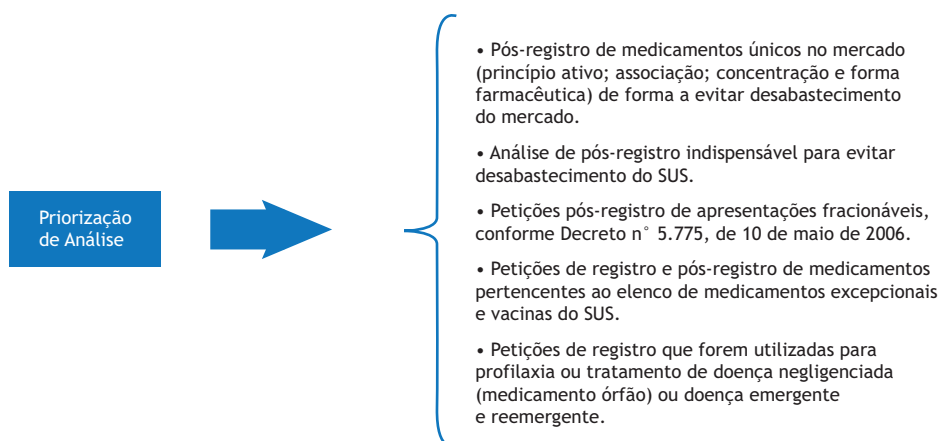 Priorização
de Análise
• Pós-registro de medicamentos únicos no mercado
(princípio ativo; associação; concentração e forma
farmacêutica) de forma a evitar desabastecimento
do mercado.
• Análise de pós-registro indispensável para evitar
desabastecimento do SUS.
• Petições pós-registro de apresentações fracionáveis,
conforme Decreto n° 5.775, de 10 de maio de 2006.
• Petições de registro e pós-registro de medicamentos
pertencentes ao elenco de medicamentos excepcionais
e vacinas do SUS.
• Petições de registro que forem utilizadas para
profilaxia ou tratamento de doença negligenciada
(medicamento órfão) ou doença emergente
e reemergente.